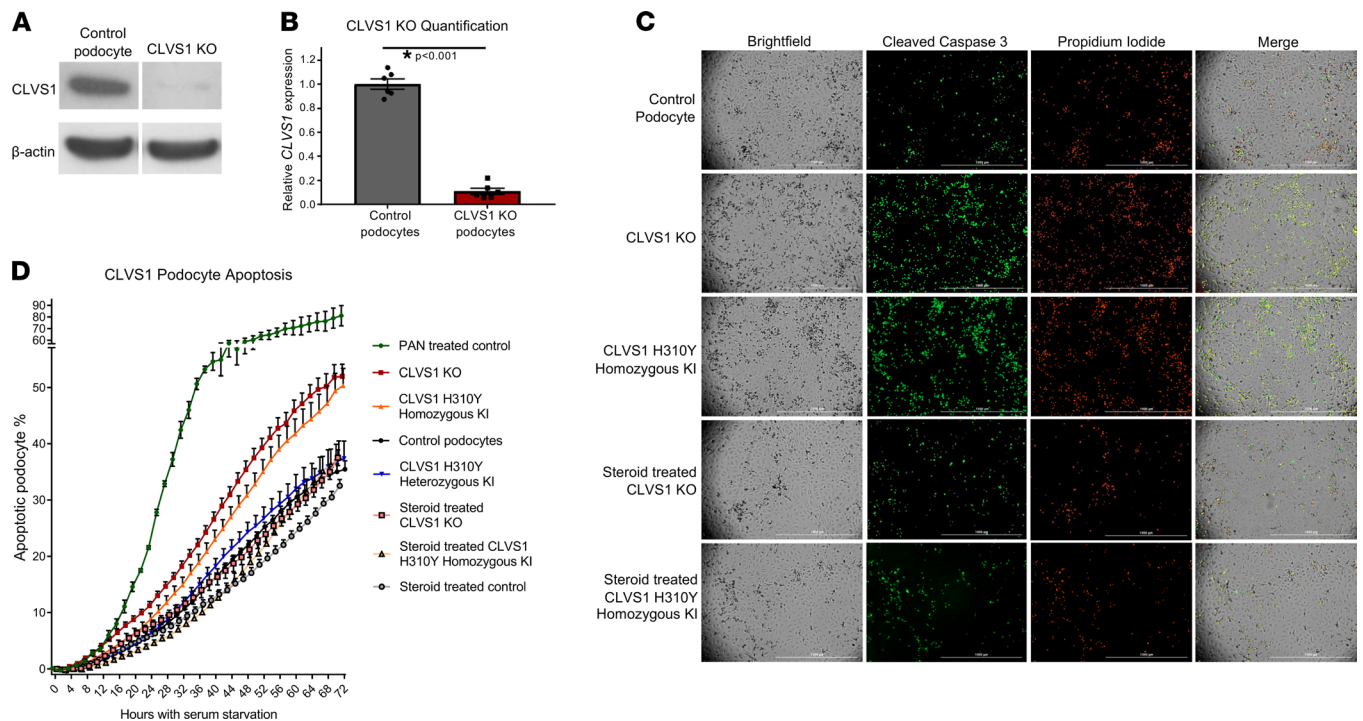 A
Control
podocyte
CLVS1 KO
CLVS1
β-actin
B
CLVS1 KO Quantification
* p<0.001
Relative CLVS1 expression
1.2
1.0
0.8
0.6
0.4
0.2
0.0
Control
podocytes
CLVS1 KO
podocytes
C
Brightfield
Cleaved Caspase 3
Propidium Iodide
Merge
Control
Podocyte
CLVS1 KO
CLVS1 H310Y
Homozygous KI
Steroid treated
CLVS1 KO
Steroid treated
CLVS1 H310Y
Homozygous KI
D
CLVS1 Podocyte Apoptosis
Apoptotic podocyte %
90
80
70
60
50
40
30
20
10
0
0 4 8 12 16 20 24 28 32 36 40 44 48 52 56 60 64 68 72
Hours with serum starvation
PAN treated control
CLVS1 KO
CLVS1 H310Y
Homozygous KI
Control podocytes
CLVS1 H310Y
Heterozygous KI
Steroid treated
CLVS1 KO
Steroid treated CLVS1
H310Y Homozygous KI
Steroid treated control